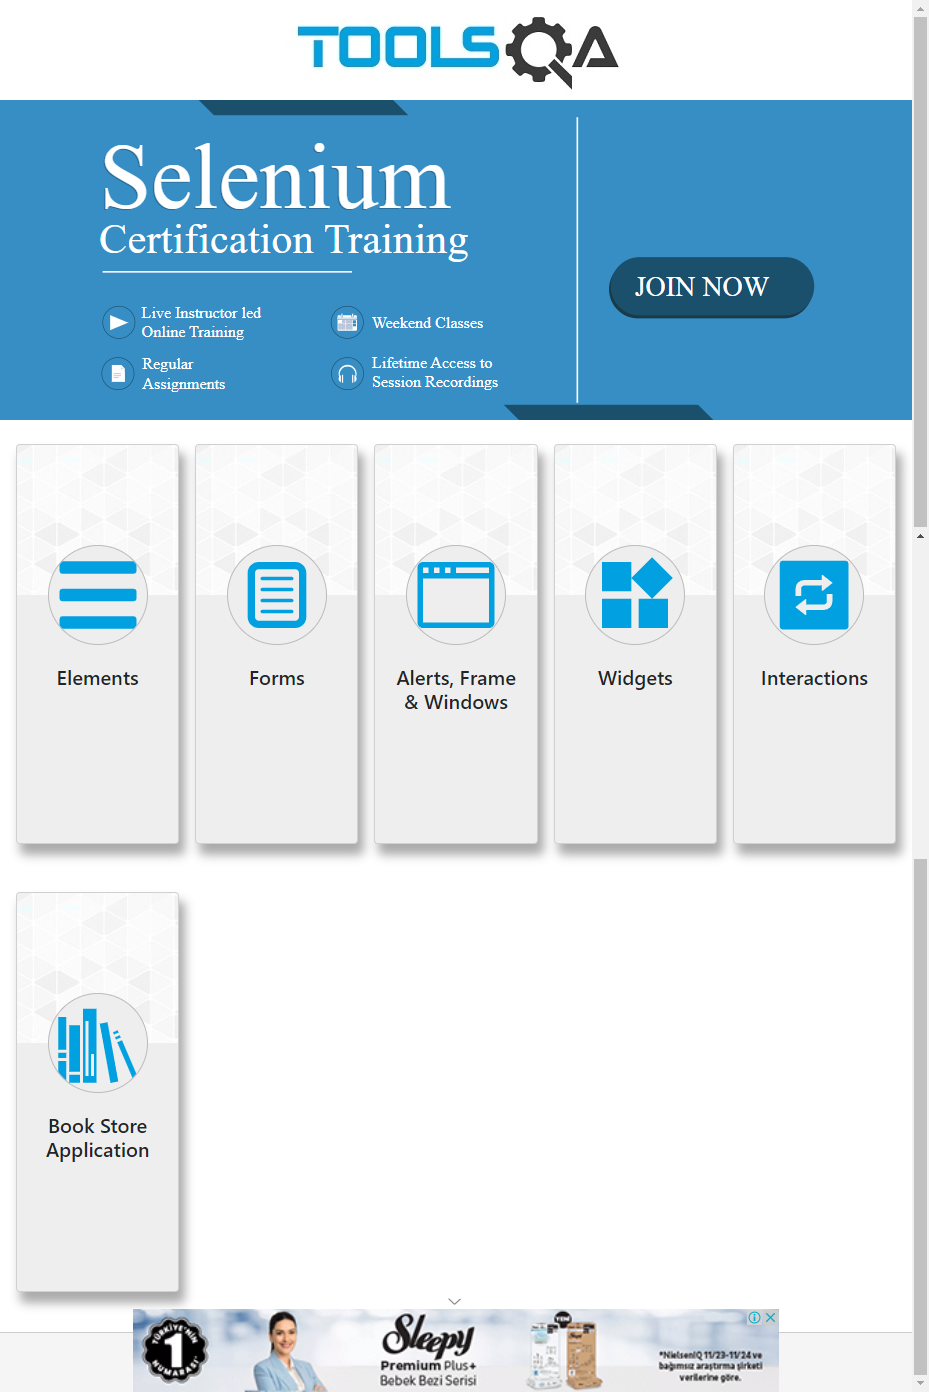 TOOLSQA
Selenium
Certification Training
Live Instructor led
Online Training
Weekend Classes
Regular
Assignments
Lifetime Access to
Session Recordings
JOIN NOW
Elements
Forms
Alerts, Frame
& Windows
Widgets
Interactions
Book Store
Application
TÜRKİYE'NİN
1
NUMARASI
Sleepy
Premium Plus+
Bebek Bezi Serisi
YENİ
*NielsenIQ 11/23-11/24 ve
bağımsız araştırma şirketi
verilerine göre.